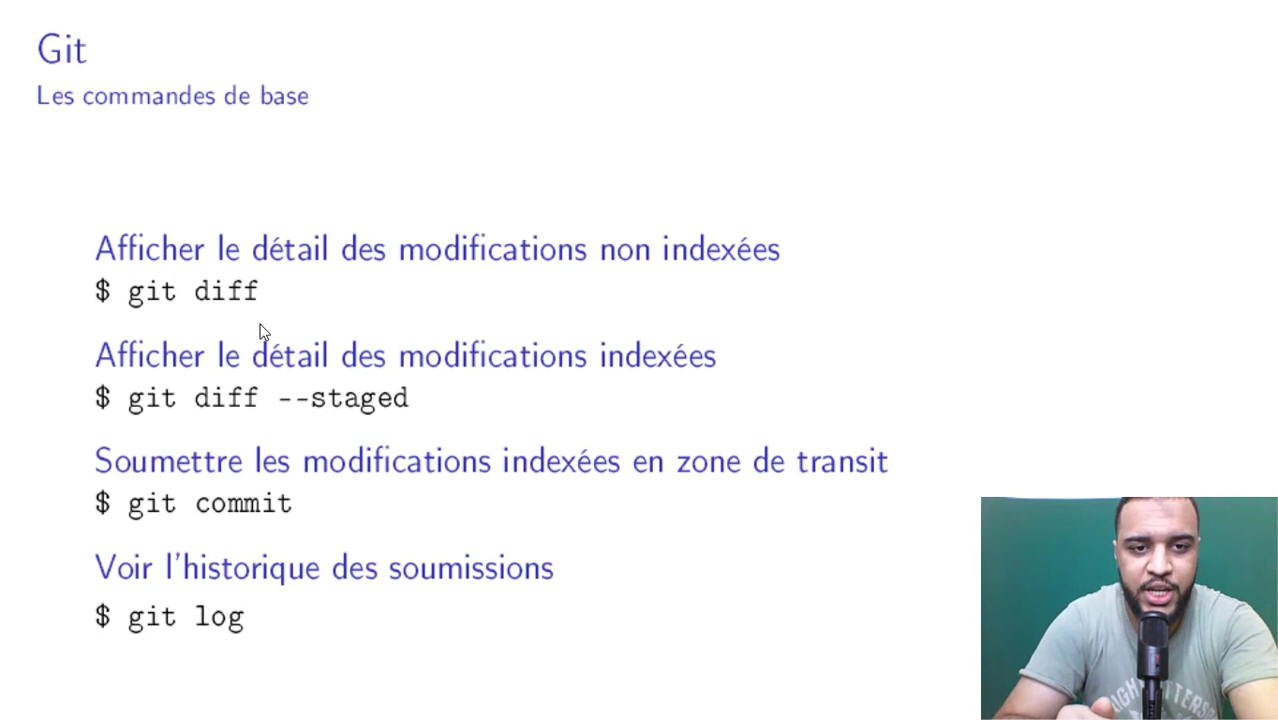 Git
Les commandes de base
Afficher le détail des modifications non indexées
$ git diff
Afficher le détail des modifications indexées
$ git diff --staged
Soumettre les modifications indexées en zone de transit
$ git commit
Voir l'historique des soumissions
$ git log